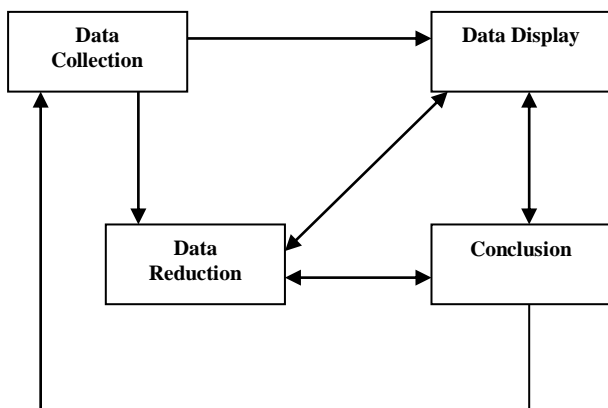 Data
Collection
Data Display
Data
Reduction
Conclusion